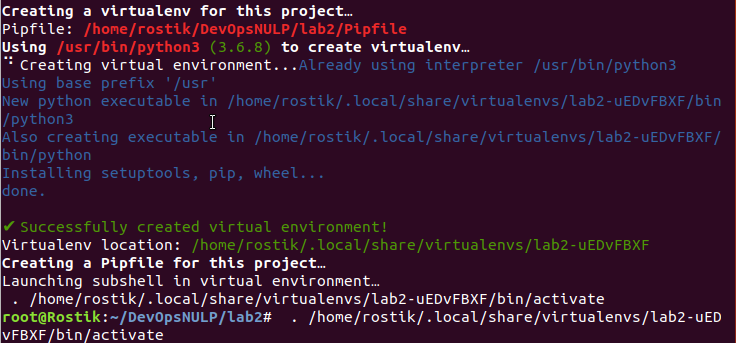 Creating a virtualenv for this project…
Pipfile: /home/rostik/DevOpsNULP/lab2/Pipfile
Using /usr/bin/python3 (3.6.8) to create virtualenv…
⠋ Creating virtual environment...Already using interpreter /usr/bin/python3
Using base prefix '/usr'
New python executable in /home/rostik/.local/share/virtualenvs/lab2-uEDvFBXF/bin
/python3
Also creating executable in /home/rostik/.local/share/virtualenvs/lab2-uEDvFBXF/
bin/python
Installing setuptools, pip, wheel...
done.
✔ Successfully created virtual environment!
Virtualenv location: /home/rostik/.local/share/virtualenvs/lab2-uEDvFBXF
Creating a Pipfile for this project…
Launching subshell in virtual environment…
 . /home/rostik/.local/share/virtualenvs/lab2-uEDvFBXF/bin/activate
root@Rostik:~/DevOpsNULP/lab2#  . /home/rostik/.local/share/virtualenvs/lab2-uED
vFBXF/bin/activate